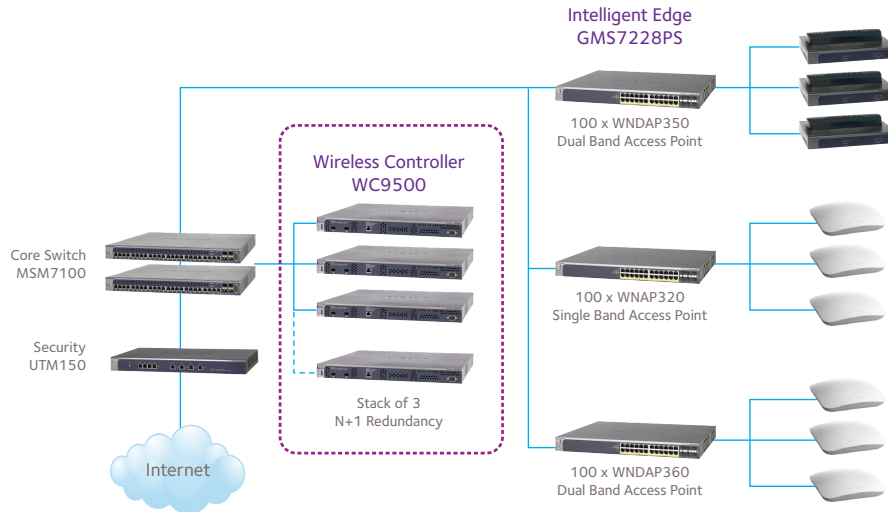 Intelligent Edge
GMS7228PS
100 x WNDAP350
Dual Band Access Point
Wireless Controller
WC9500
Core Switch
MSM7100
100 x WNAP320
Single Band Access Point
Security
UTM150
Stack of 3
N+1 Redundancy
Internet
100 x WNDAP360
Dual Band Access Point